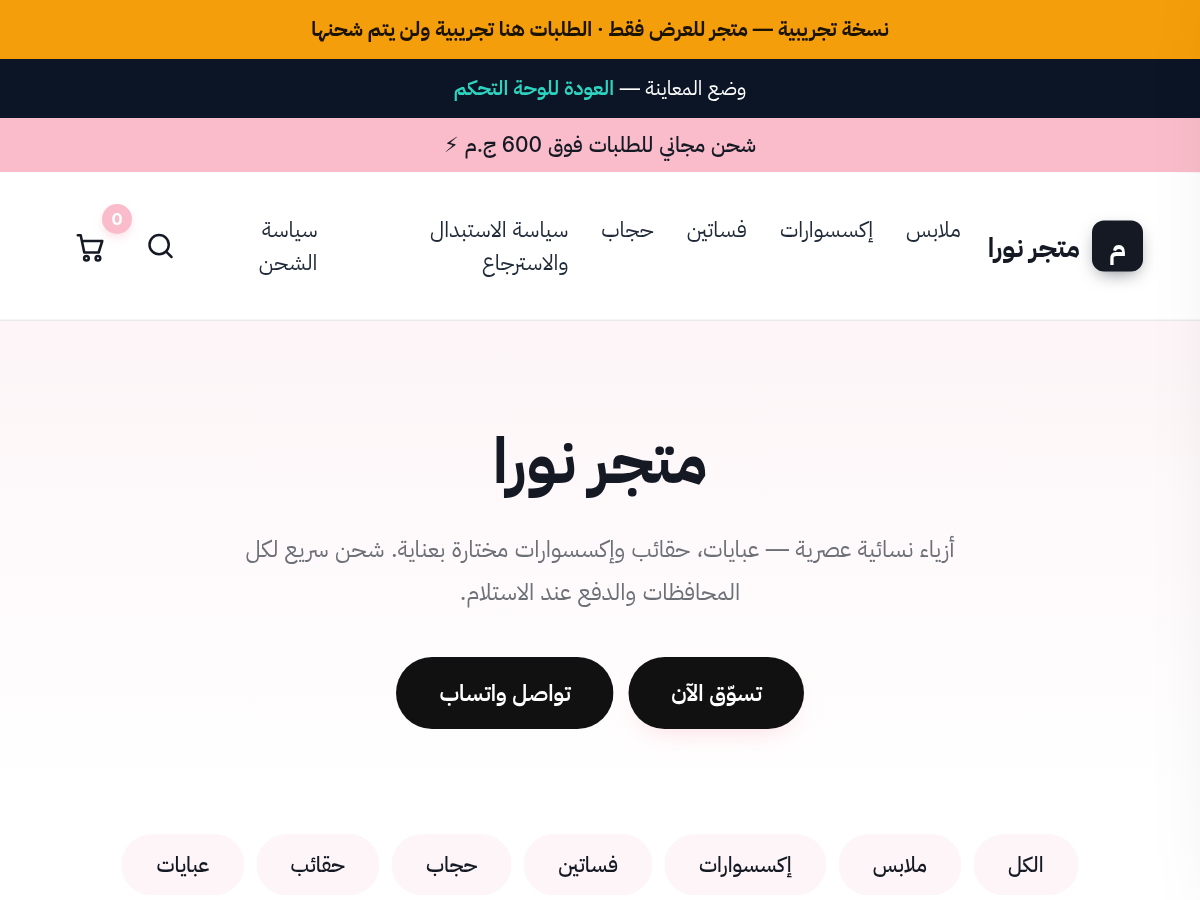 نسخة تجريبية — متجر للعرض فقط · الطلبات هنا تجريبية ولن يتم شحنها
وضع المعاينة — العودة للوحة التحكم
شحن مجاني للطلبات فوق 600 ج.م ⚡
م
متجر نورا
ملابس
إكسسوارات
فساتين
حجاب
سياسة الاستبدال
والاسترجاع
سياسة
الشحن
0
متجر نورا
أزياء نسائية عصرية — عبايات، حقائب وإكسسوارات مختارة بعناية. شحن سريع لكل
المحافظات والدفع عند الاستلام.
تسوّق الآن
تواصل واتساب
الكل
ملابس
إكسسوارات
فساتين
حجاب
حقائب
عبايات